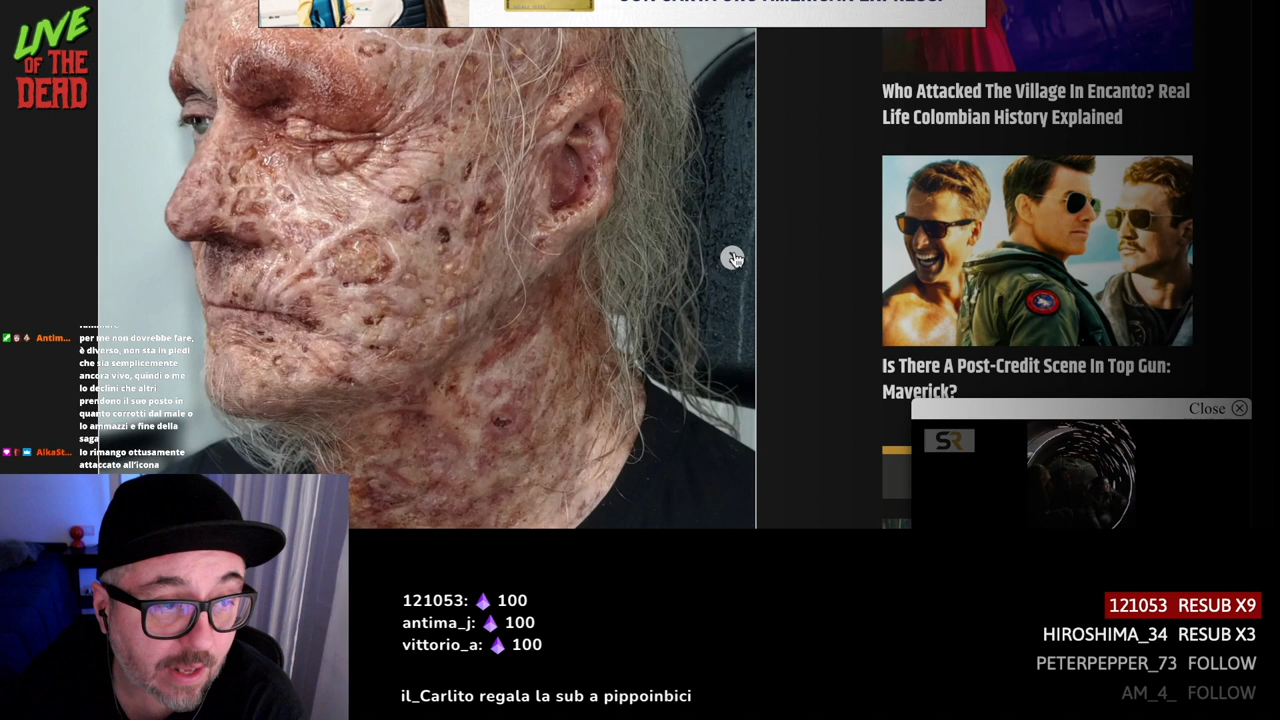 LIVE
OF THE
DEAD
Who Attacked The Village In Encanto? Real
Life Colombian History Explained
Is There A Post-Credit Scene In Top Gun:
Maverick?
Close
SR
Antim...
per me non dovrebbe fare,
è diverso, non sta in piedi
che sia semplicemente
ancora vivo, quindi o me
lo declini che altri
prendono il suo posto in
quanto corrotti dal male o
lo ammazzi e fine della
saga
AlkaSt...
Io rimango ottusamente
attaccato all'icona
121053: 100
antima_j: 100
vittorio_a: 100
il_Carlito regala la sub a pippoinbici
121053 RESUB X9
HIROSHIMA_34 RESUB X3
PETERPEPPER_73 FOLLOW
AM_4_ FOLLOW